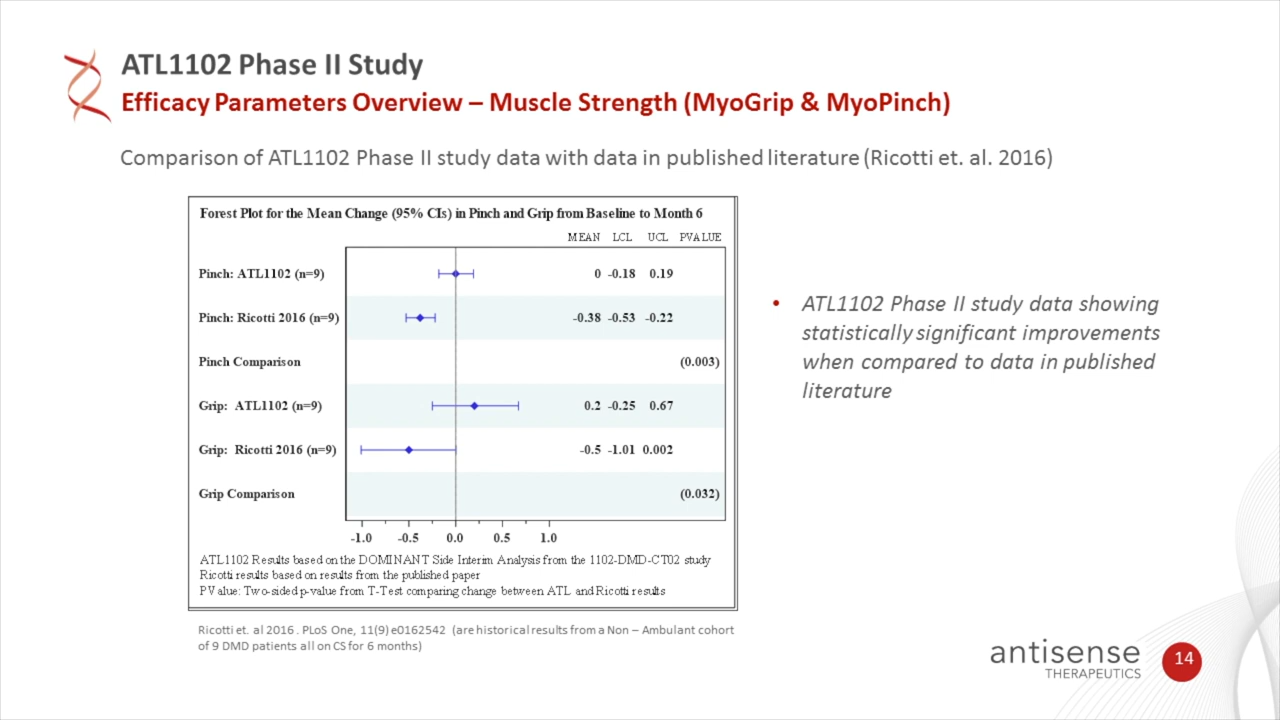 ATL1102 Phase II Study
Efficacy Parameters Overview – Muscle Strength (MyoGrip & MyoPinch)
Comparison of ATL1102 Phase II study data with data in published literature (Ricotti et. al. 2016)
Forest Plot for the Mean Change (95% CIs) in Pinch and Grip from Baseline to Month 6
MEAN LCL UCL PVALUE
Pinch: ATL1102 (n=9) 0 -0.18 0.19
Pinch: Ricotti 2016 (n=9) -0.38 -0.53 -0.22
Pinch Comparison (0.003)
Grip: ATL1102 (n=9) 0.2 -0.25 0.67
Grip: Ricotti 2016 (n=9) -0.5 -1.01 0.002
Grip Comparison (0.032)
-1.0 -0.5 0.0 0.5 1.0
ATL1102 Results based on the DOMINANT Side Interim Analysis from the 1102-DMD-CT02 study
Ricotti results based on results from the published paper
PValue: Two-sided p-value from T-Test comparing change between ATL and Ricotti results
Ricotti et. al 2016 . PLoS One, 11(9) e0162542 (are historical results from a Non – Ambulant cohort
of 9 DMD patients all on CS for 6 months)
• ATL1102 Phase II study data showing
statistically significant improvements
when compared to data in published
literature
antisense
THERAPEUTICS
14